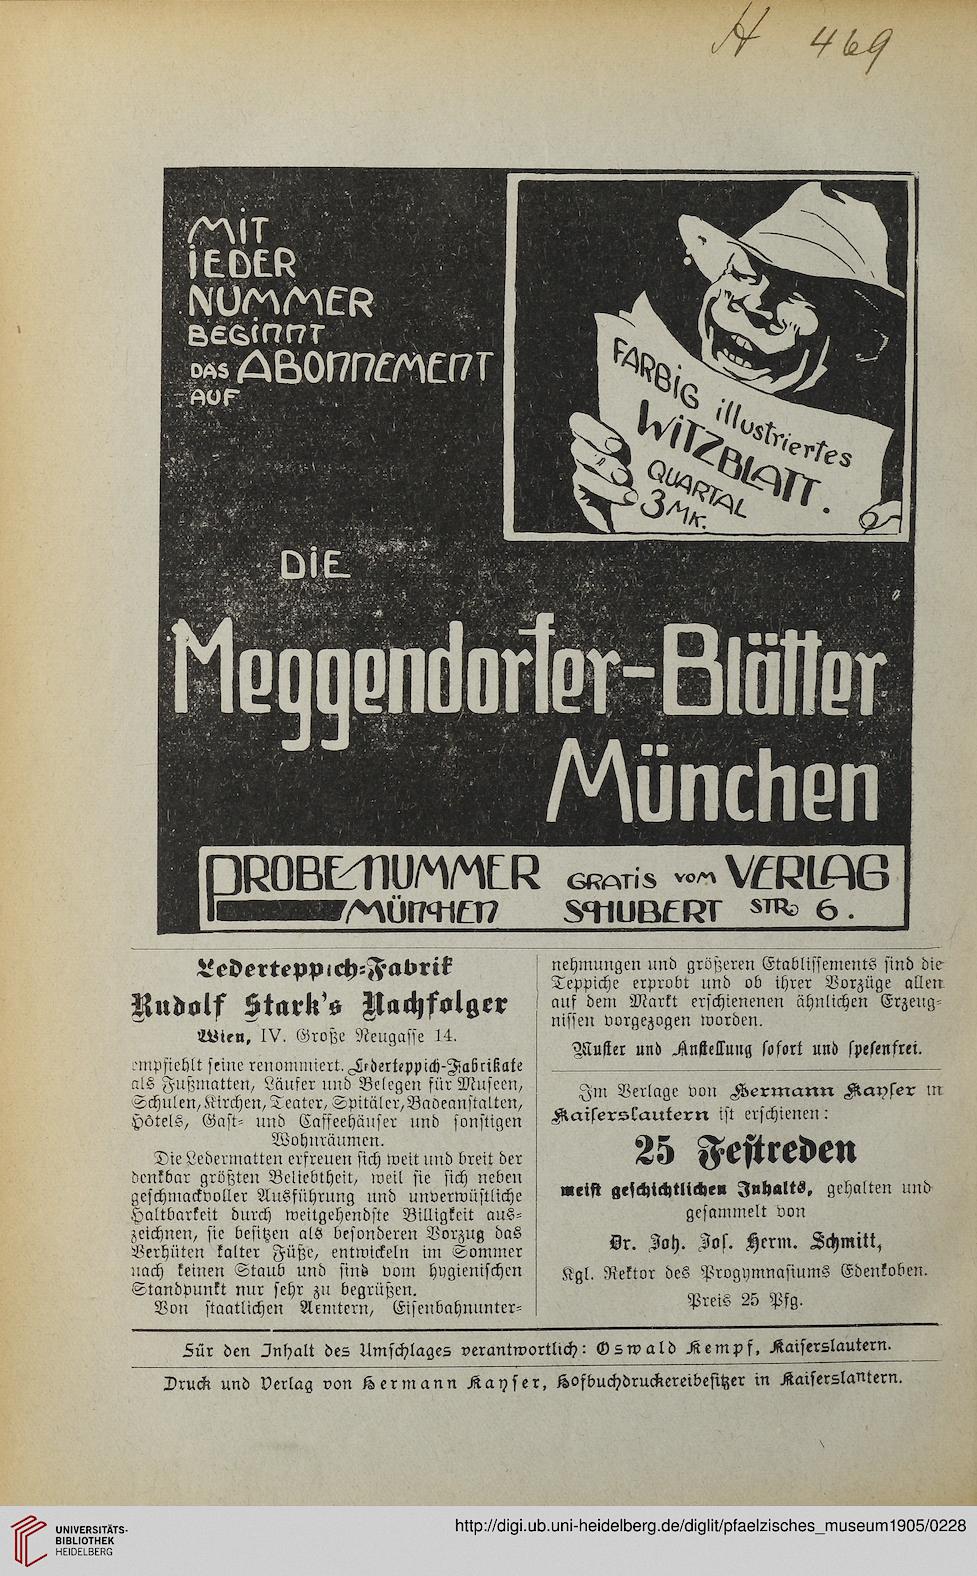 H 469
MiT
JEDER
NUMMER
BEGiNNT
DAS ABONNEMENT
AUF
FARBiG illustriertes
WiTZBLATT.
QUARTAL
3 MK.
DiE
Meggendorfer-Blätter
München
PROBENUMMER GRATiS VOM VERLAG
MÜNCHEN SCHUBERT STR. 6.
Lederteppich-Fabrik
Rudolf Stark's Nachfolger
Wien, IV. Große Neugasse 14.
empfiehlt seine renommiert. Lederteppich-Fabrikate
als Fußmatten, Läufer und Belegen für Museen,
Schulen, Kirchen, Teater, Spitäler, Badeanstalten,
Hôtels, Gast- und Caffeehäuser und sonstigen
Wohnräumen.
Die Ledermatten erfreuen sich weit und breit der
denkbar größten Beliebtheit, weil sie sich neben
geschmackvoller Ausführung und unverwüstliche
Haltbarkeit durch weitgehendste Billigkeit aus-
zeichnen, sie besitzen als besonderen Vorzug das
Verhüten kalter Füße, entwickeln im Sommer
nach keinen Staub und sind vom hygienischen
Standpunkt nur sehr zu begrüßen.
Von staatlichen Aemtern, Eisenbahnunter-
nehmungen und größeren Etablissements sind die
Teppiche erprobt und ob ihrer Vorzüge allen
auf dem Markt erschienenen ähnlichen Erzeug-
nissen vorgezogen worden.
Muster und Anstellung sofort und spesenfrei.
Im Verlage von Hermann Kayser in
Kaiserslautern ist erschienen:
25 Festreden
meist geschichtlichen Inhalts, gehalten und
gesammelt von
Dr. Joh. Jos. Herm. Schmitt,
Kgl. Rektor des Progymnasiums Edenkoben.
Preis 25 Pfg.
Für den Inhalt des Umschlages verantwortlich: Oswald Kempf, Kaiserslautern.
Druck und Verlag von Hermann Kayser, Hofbuchdruckereibesitzer in Kaiserslautern.
UNIVERSITÄTS-
BIBLIOTHEK
HEIDELBERG
http://digi.ub.uni-heidelberg.de/diglit/pfaelzisches_museum1905/0228